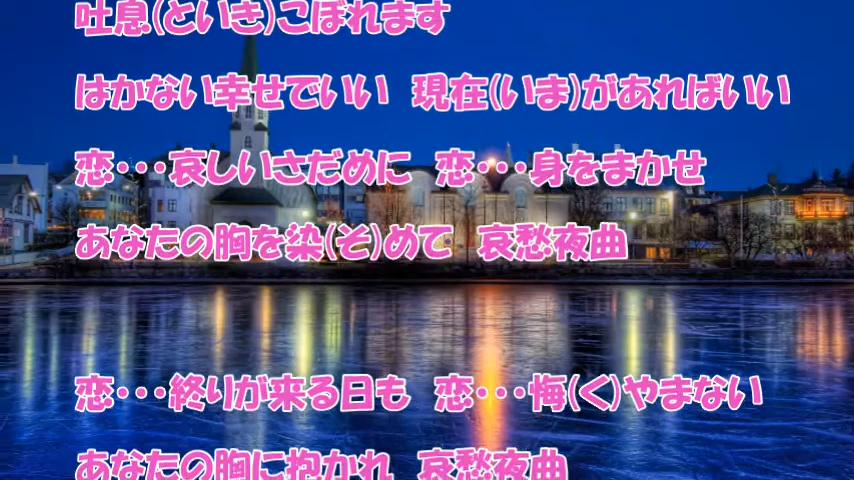 吐息(といき)こぼれます
はかない幸せでいい　現在(いま)があればいい
恋・・・哀しいさだめに　恋・・・身をまかせ
あなたの胸を染(そ)めて　哀愁夜曲
恋・・・終りが来る日も　恋・・・悔(く)やまない
あなたの胸に抱かれ　哀愁夜曲